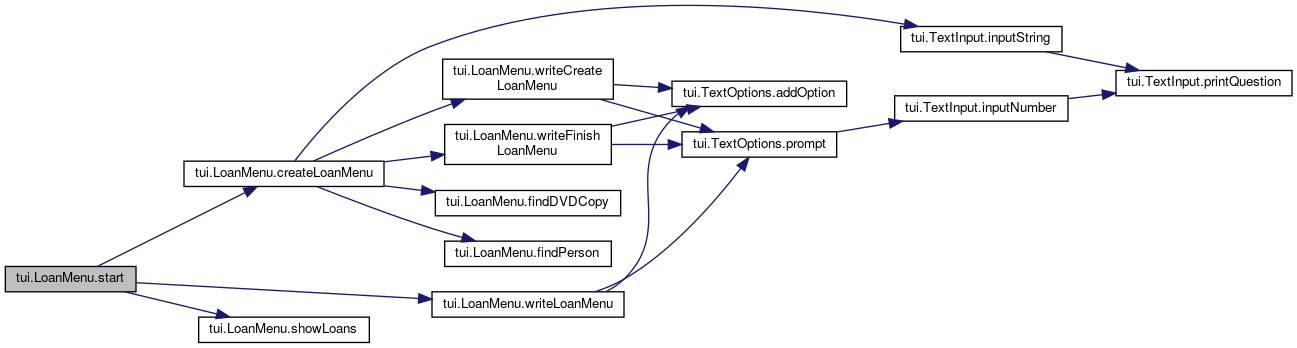 tui.TextInput.inputString
tui.LoanMenu.writeCreate
LoanMenu
tui.TextInput.printQuestion
tui.TextOptions.addOption
tui.TextInput.inputNumber
tui.LoanMenu.writeFinish
LoanMenu
tui.TextOptions.prompt
tui.LoanMenu.createLoanMenu
tui.LoanMenu.findDVDCopy
tui.LoanMenu.findPerson
tui.LoanMenu.start
tui.LoanMenu.writeLoanMenu
tui.LoanMenu.showLoans